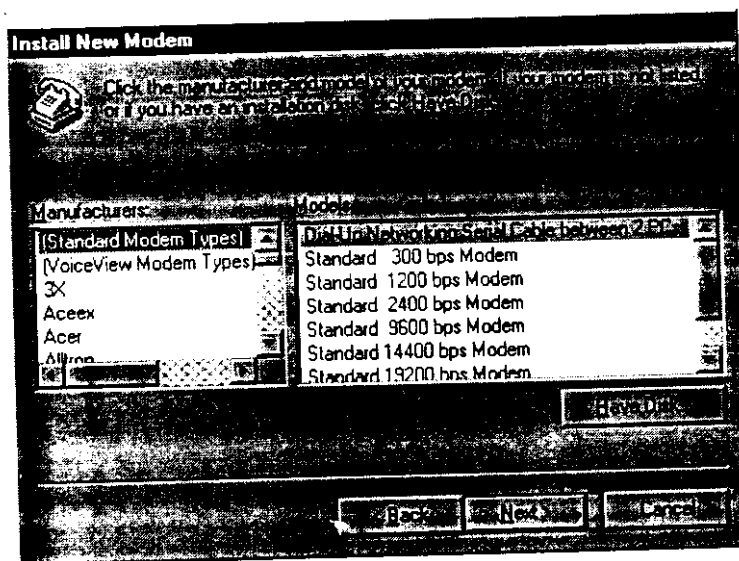 Install New Modem
Click the manufacturer and model of your modem. If your modem is not listed,
or if you have an installation disk, click Have Disk.
Manufacturers:
Models:
(Standard Modem Types)
(VoiceView Modem Types)
3X
Aceex
Acer
Alltron
Dial-Up Networking Serial Cable between 2 PCs
Standard 300 bps Modem
Standard 1200 bps Modem
Standard 2400 bps Modem
Standard 9600 bps Modem
Standard 14400 bps Modem
Standard 19200 bps Modem
Have Disk...
Back
Next >
Cancel